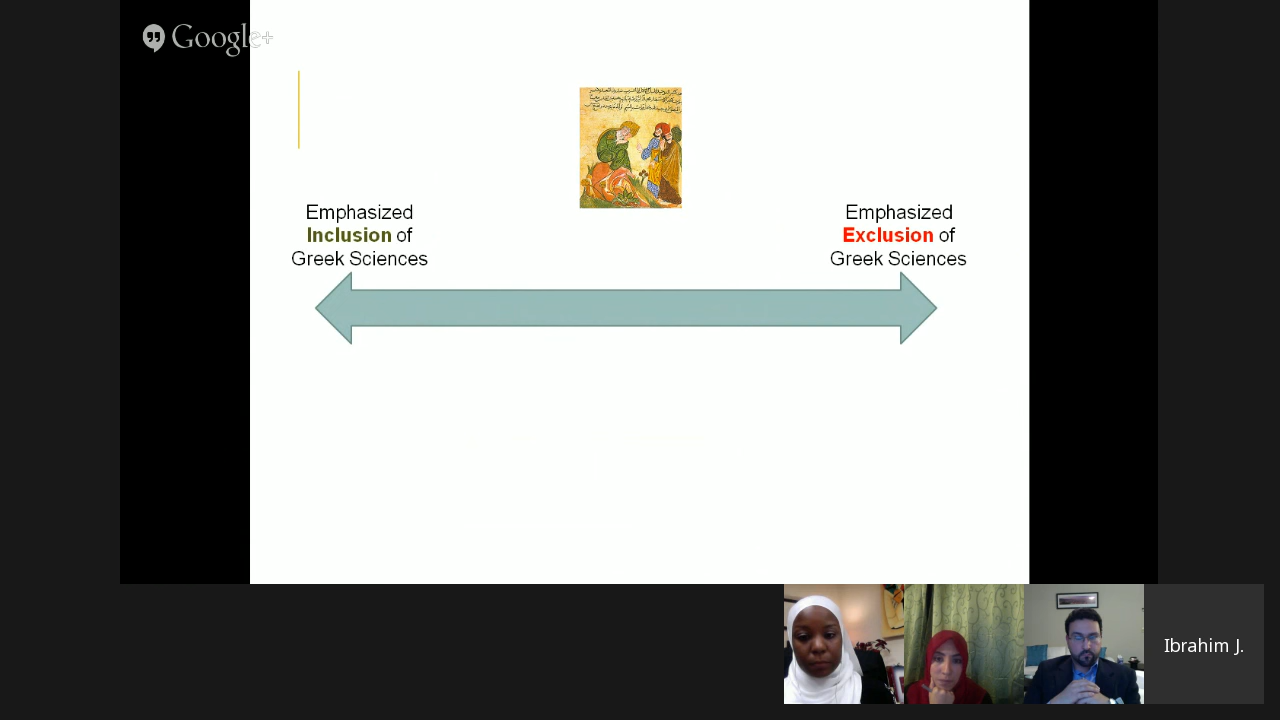 Google+
Emphasized
Inclusion of
Greek Sciences
Emphasized
Exclusion of
Greek Sciences
Ibrahim J.